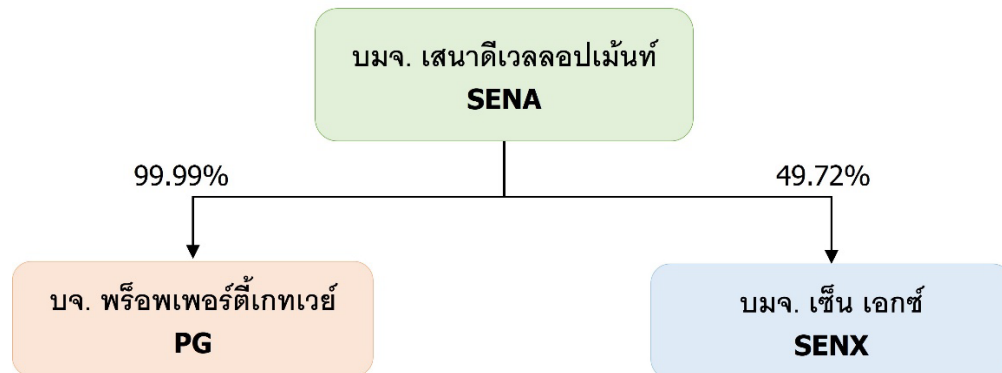 บมจ. เสนาดีเวลลอปเม้นท์
SENA
99.99%
49.72%
บจ. พร็อพเพอร์ตี้เกทเวย์
PG
บมจ. เซ็น เอกซ์
SENX